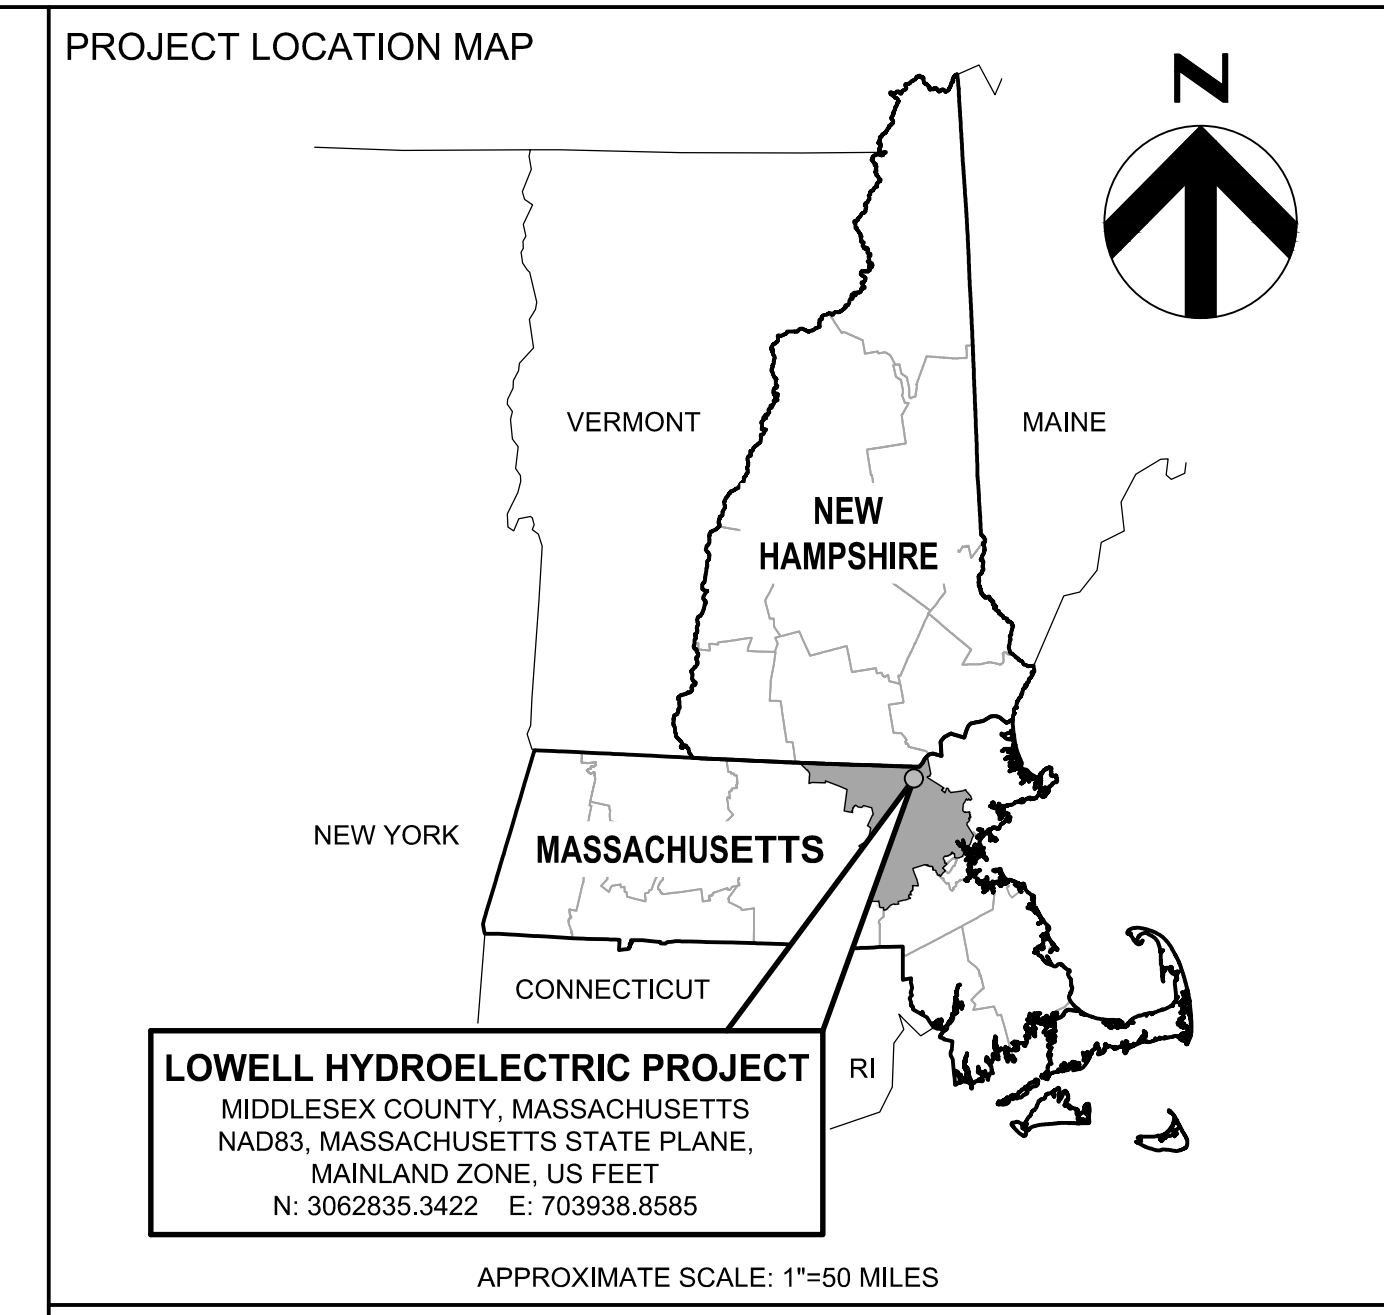 PROJECT LOCATION MAP
N
VERMONT
MAINE
NEW
HAMPSHIRE
NEW YORK
MASSACHUSETTS
CONNECTICUT
RI
LOWELL HYDROELECTRIC PROJECT
MIDDLESEX COUNTY, MASSACHUSETTS
NAD83, MASSACHUSETTS STATE PLANE,
MAINLAND ZONE, US FEET
N: 3062835.3422 E: 703938.8585
APPROXIMATE SCALE: 1"=50 MILES